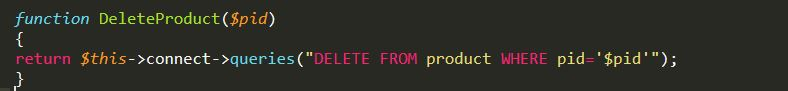 function DeleteProduct($pid)
{
return $this->connect->queries("DELETE FROM product WHERE pid='$pid'");
}